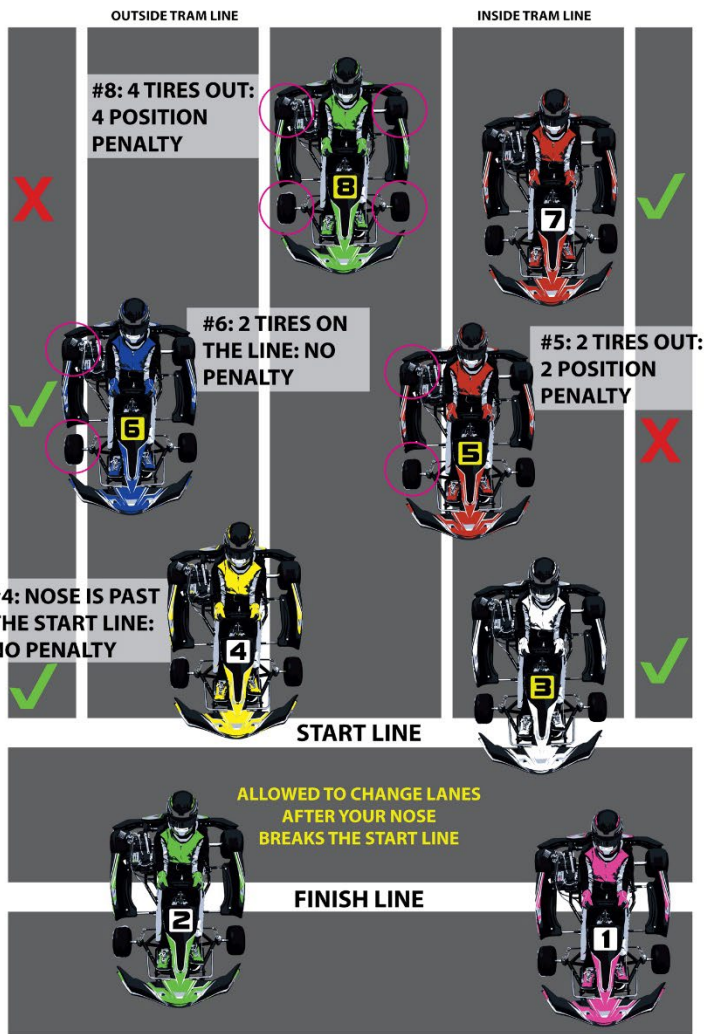 OUTSIDE TRAM LINE
INSIDE TRAM LINE
#8: 4 TIRES OUT:
4 POSITION
PENALTY
8
7
#6: 2 TIRES ON
THE LINE: NO
PENALTY
#5: 2 TIRES OUT:
2 POSITION
PENALTY
6
5
#4: NOSE IS PAST
THE START LINE:
NO PENALTY
4
3
START LINE
ALLOWED TO CHANGE LANES
AFTER YOUR NOSE
BREAKS THE START LINE
FINISH LINE
2
1